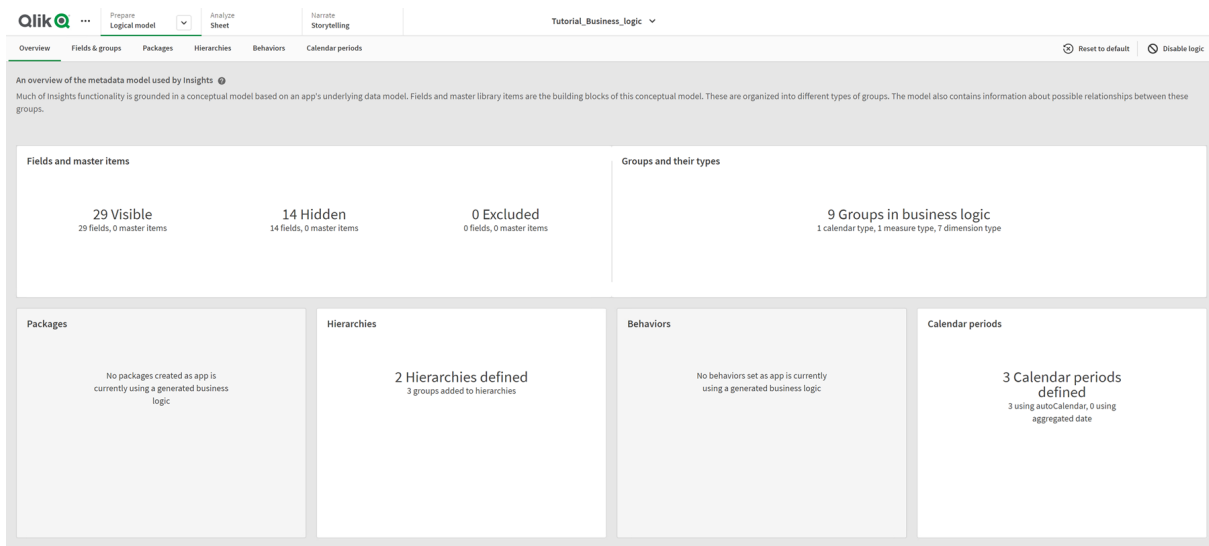 Qlik
Prepare
Logical model
Analyze
Sheet
Narrate
Storytelling
Tutorial_Business_logic
Overview
Fields & groups
Packages
Hierarchies
Behaviors
Calendar periods
Reset to default
Disable logic
An overview of the metadata model used by Insights
Much of Insights functionality is grounded in a conceptual model based on an app's underlying data model. Fields and master library items are the building blocks of this conceptual model. These are organized into different types of groups. The model also contains information about possible relationships between these
groups.
Fields and master items
29 Visible
29 fields, 0 master items
14 Hidden
14 fields, 0 master items
0 Excluded
0 fields, 0 master items
Groups and their types
9 Groups in business logic
1 calendar type, 1 measure type, 7 dimension type
Packages
No packages created as app is
currently using a generated business
logic
Hierarchies
2 Hierarchies defined
3 groups added to hierarchies
Behaviors
No behaviors set as app is currently
using a generated business logic
Calendar periods
3 Calendar periods
defined
3 using autoCalendar, 0 using
aggregated date